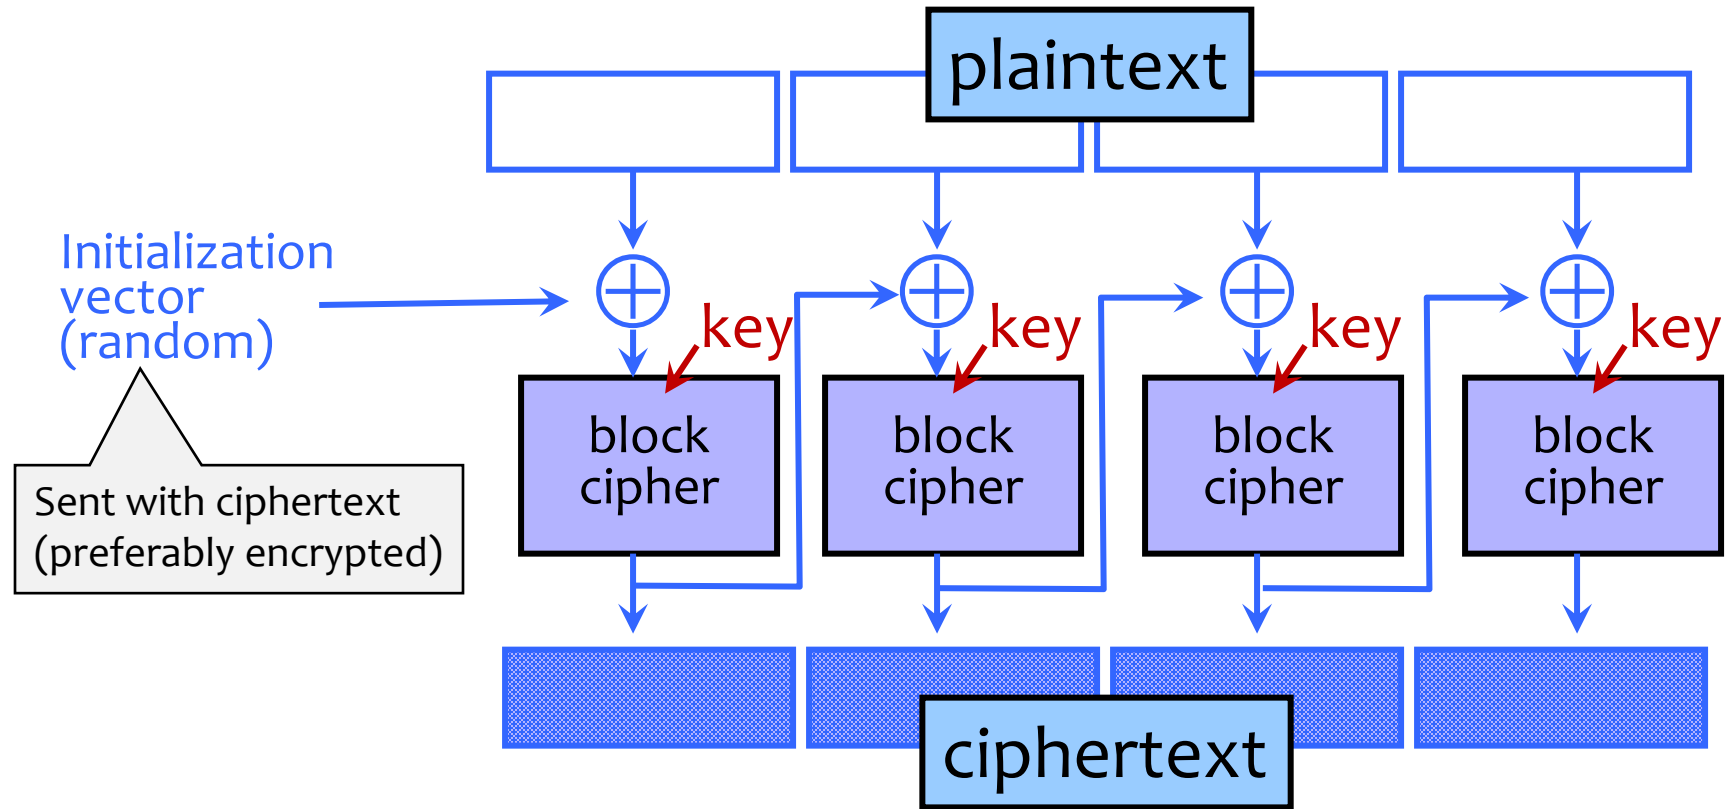 plaintext
Initialization
vector
(random)
key
key
key
key
block
cipher
block
cipher
block
cipher
block
cipher
Sent with ciphertext
(preferably encrypted)
ciphertext